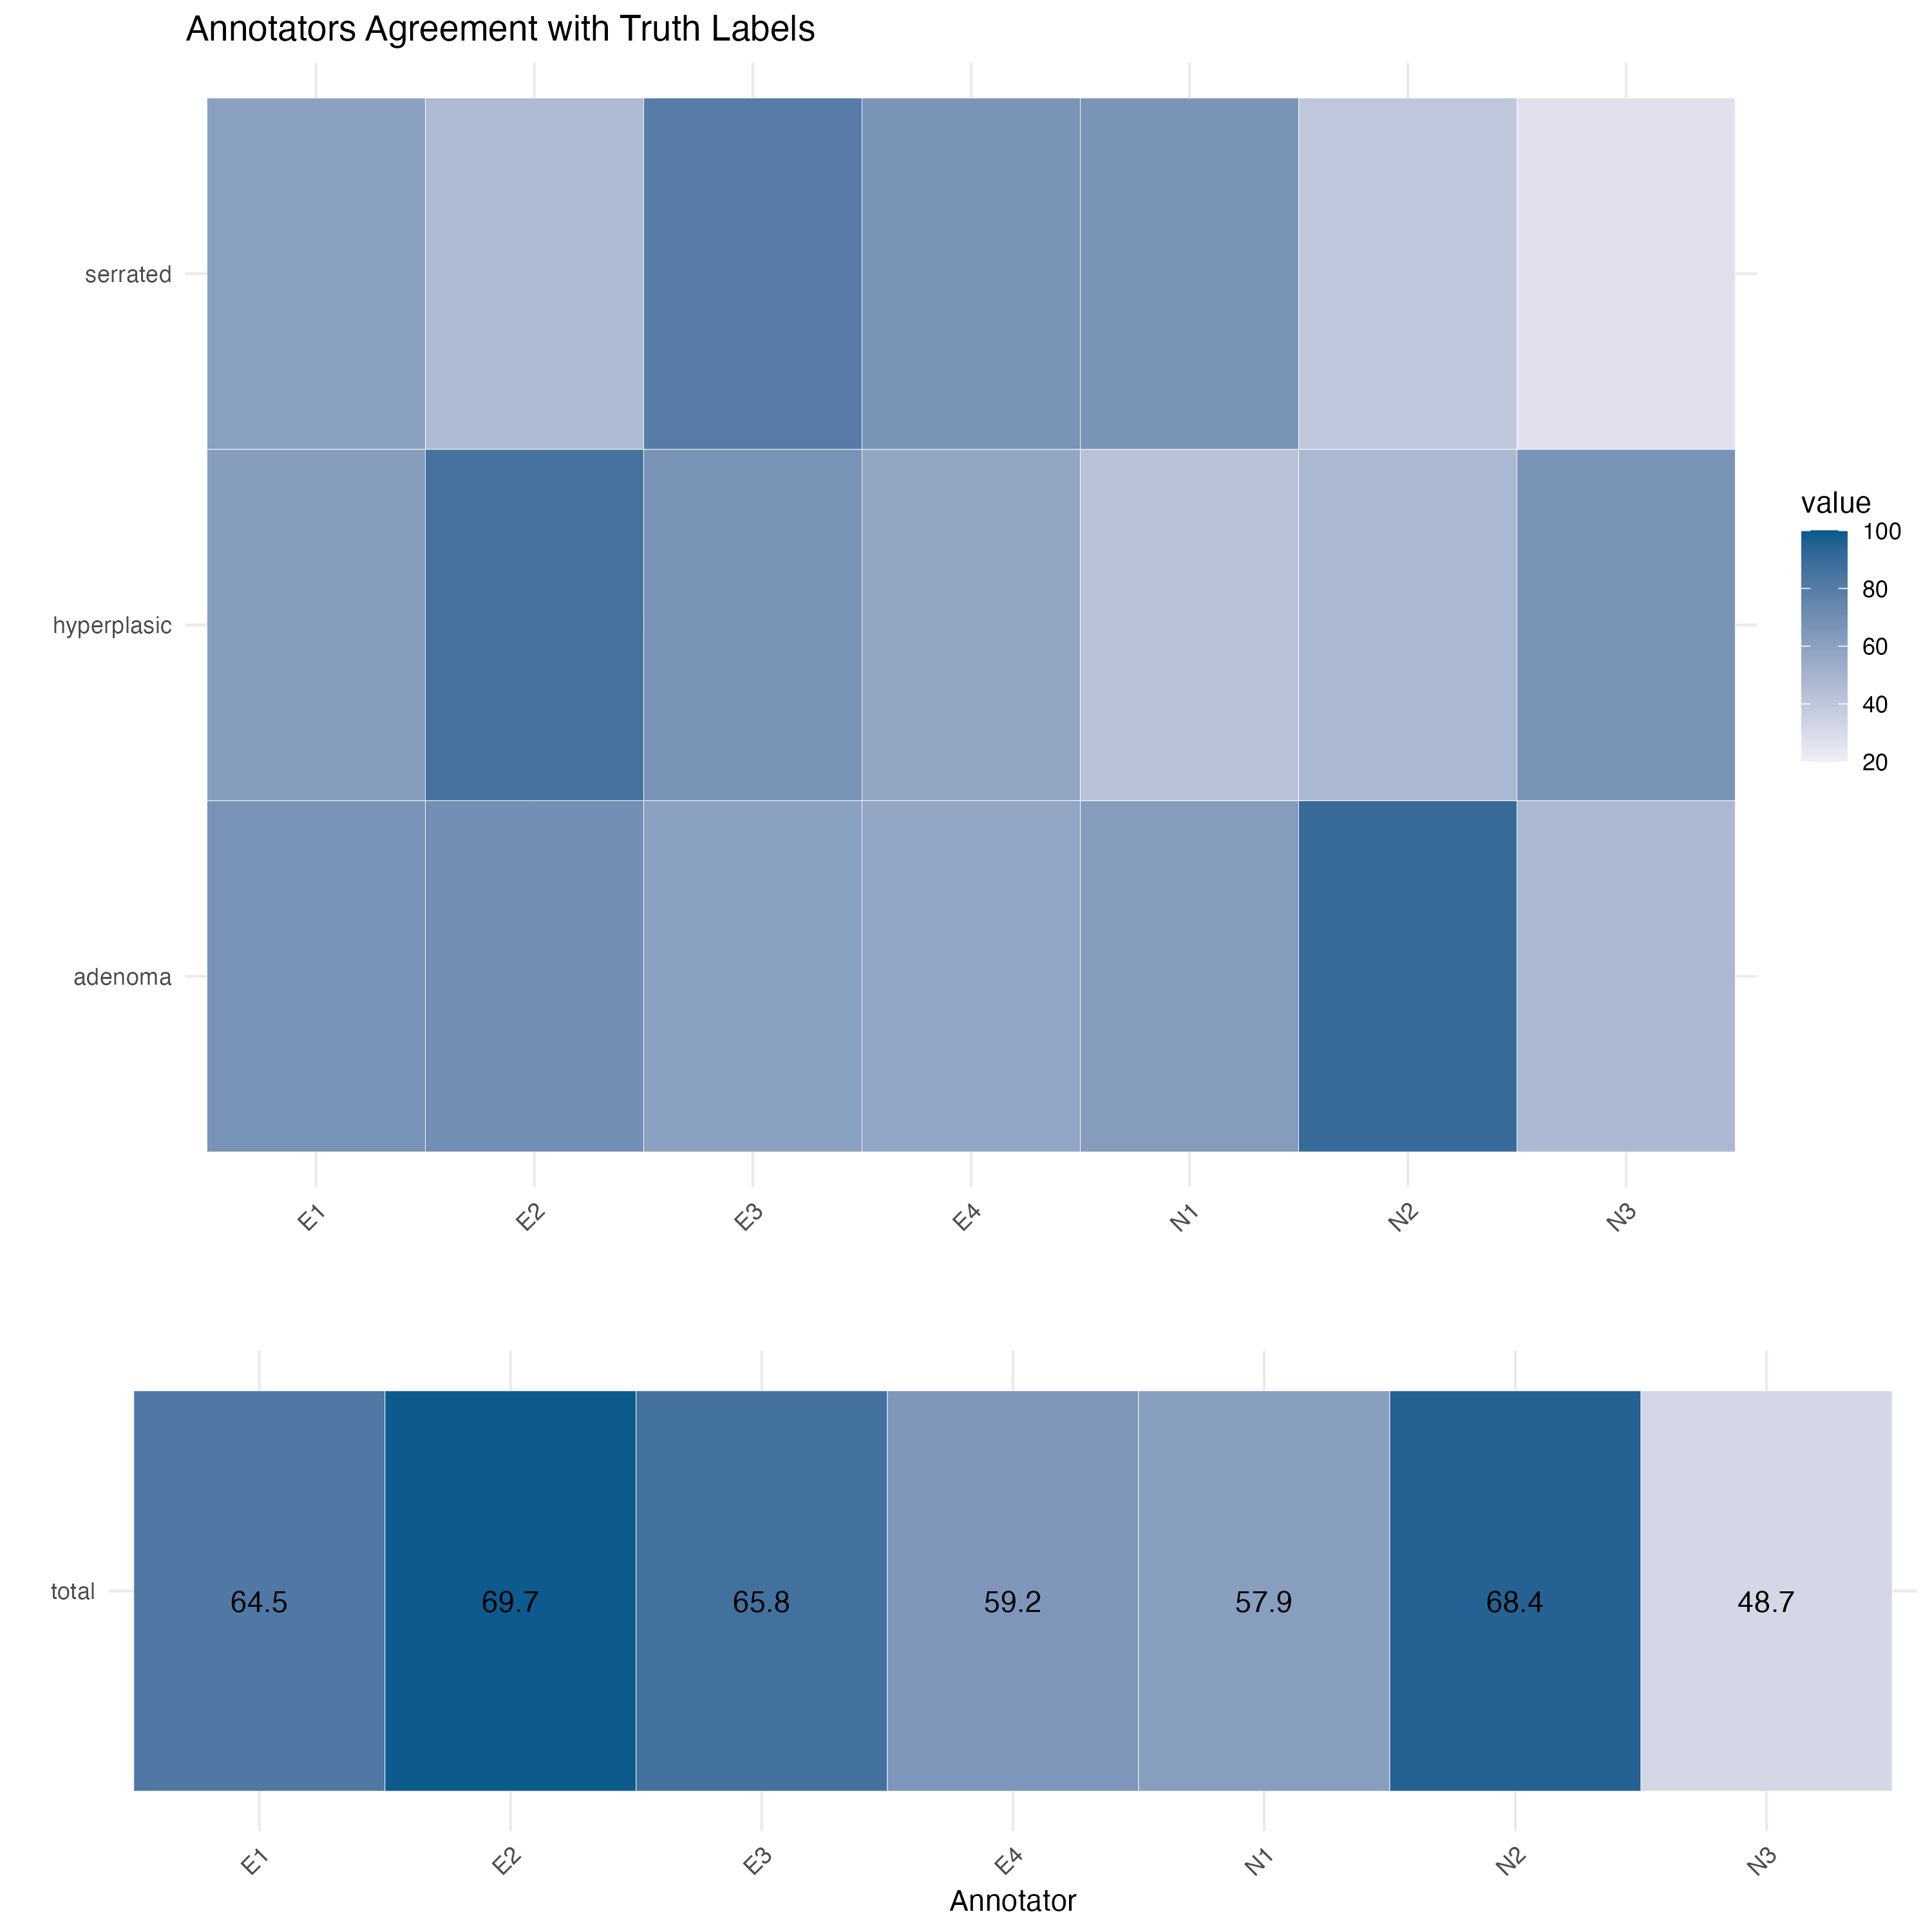 Annotators Agreement with Truth Labels
serrated
hyperplasic
adenoma
E1 E2 E3 E4 N1 N2 N3
value
100
80
60
40
20
total
64.5 69.7 65.8 59.2 57.9 68.4 48.7
E1 E2 E3 E4 N1 N2 N3
Annotator